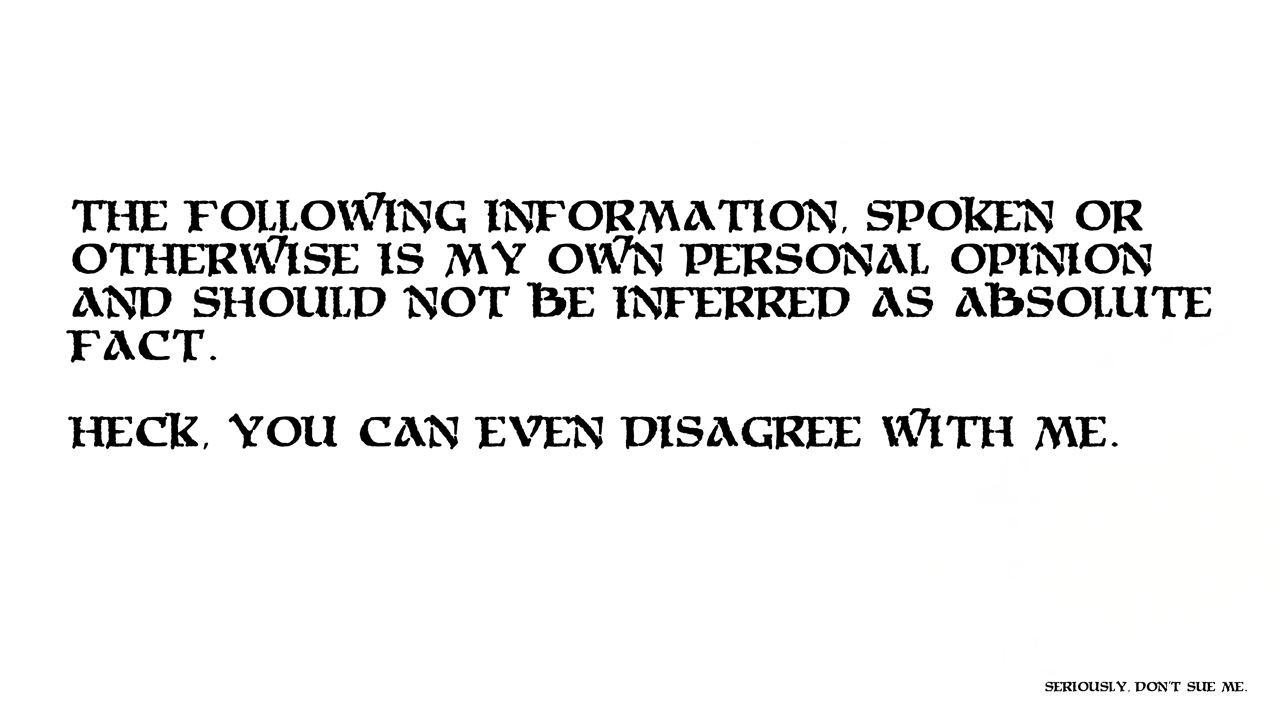 THE FOLLOWING INFORMATION, SPOKEN OR
OTHERWISE IS MY OWN PERSONAL OPINION
AND SHOULD NOT BE INFERRED AS ABSOLUTE
FACT.
HECK, YOU CAN EVEN DISAGREE WITH ME.
SERIOUSLY, DON'T SUE ME.